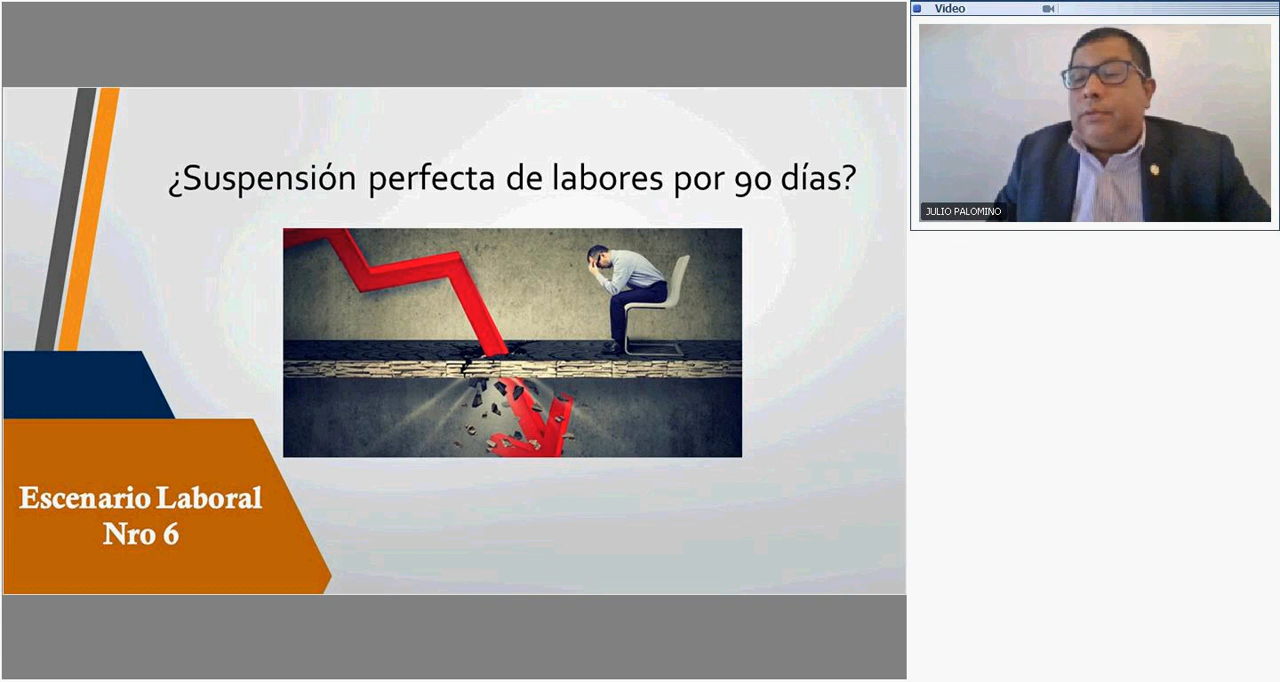 ¿Suspensión perfecta de labores por 90 días?
Escenario Laboral
Nro 6
Video
JULIO PALOMINO